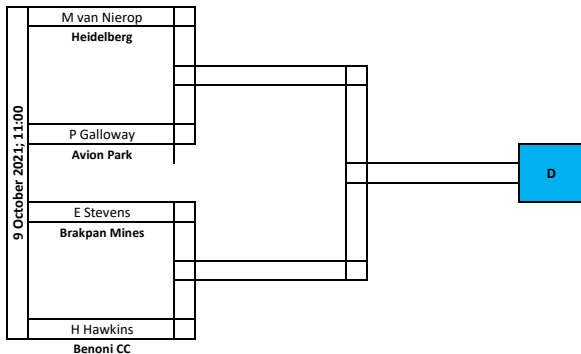 9 October 2021; 11:00
M van Nierop
Heidelberg
P Galloway
Avion Park
E Stevens
Brakpan Mines
H Hawkins
Benoni CC
D